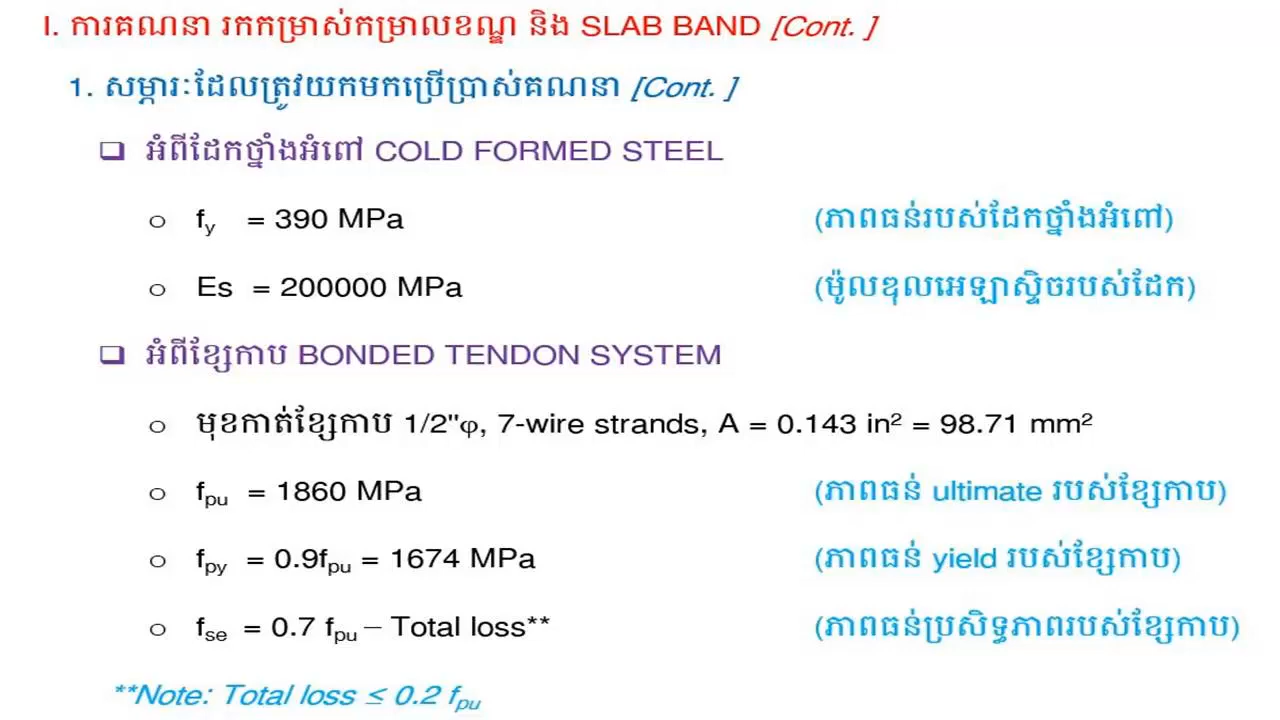 I. ការគណនា រកកម្រាស់កម្រាលខណ្ឌ និង SLAB BAND [Cont. ]
1. សម្ភារៈដែលត្រូវយកមកប្រើប្រាស់គណនា [Cont. ]
❑ អំពីដែកថ្នាំងអំពៅ COLD FORMED STEEL
o fy = 390 MPa (ភាពធន់របស់ដែកថ្នាំងអំពៅ)
o Es = 200000 MPa (ម៉ូលឌុលអេឡាស្ទិចរបស់ដែក)
❑ អំពីខ្សែកាប BONDED TENDON SYSTEM
o មុខកាត់ខ្សែកាប 1/2"φ, 7-wire strands, A = 0.143 in² = 98.71 mm²
o fpu = 1860 MPa (ភាពធន់ ultimate របស់ខ្សែកាប)
o fpy = 0.9fpu = 1674 MPa (ភាពធន់ yield របស់ខ្សែកាប)
o fse = 0.7 fpu – Total loss** (ភាពធន់ប្រសិទ្ធភាពរបស់ខ្សែកាប)
**Note: Total loss ≤ 0.2 fpu